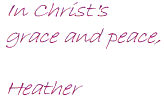 In Christ's
grace and peace,
Heather